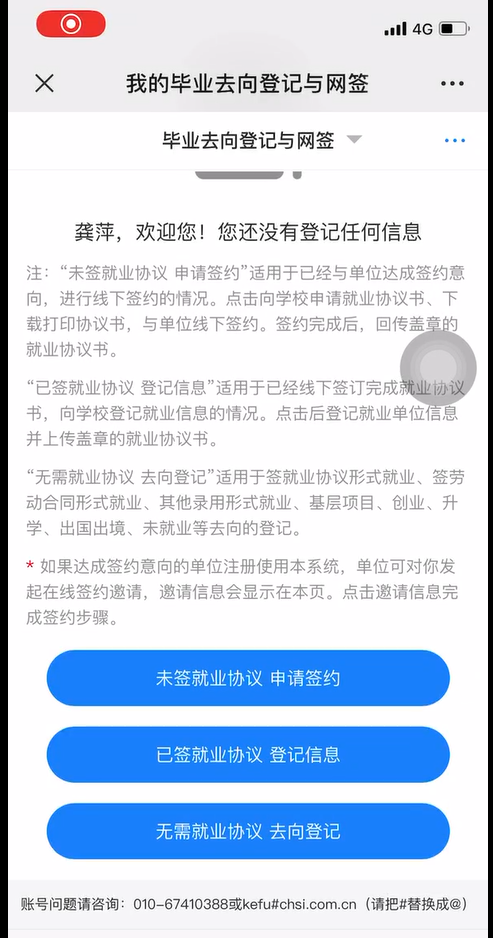 4G
我的毕业去向登记与网签
毕业去向登记与网签
龚萍，欢迎您！您还没有登记任何信息
注：“未签就业协议 申请签约”适用于已经与单位达成签约意
向，进行线下签约的情况。点击向学校申请就业协议书、下
载打印协议书，与单位线下签约。签约完成后，回传盖章的
就业协议书。
“已签就业协议 登记信息”适用于已经线下签订完成就业协议
书，向学校登记就业信息的情况。点击后登记就业单位信息
并上传盖章的就业协议书。
“无需就业协议 去向登记”适用于签就业协议形式就业、签劳
动合同形式就业、其他录用形式就业、基层项目、创业、升
学、出国出境、未就业等去向的登记。
* 如果达成签约意向的单位注册使用本系统，单位可对你发
起在线签约邀请，邀请信息会显示在本页。点击邀请信息完
成签约步骤。
未签就业协议 申请签约
已签就业协议 登记信息
无需就业协议 去向登记
账号问题请咨询：010-67410388或kefu#chsi.com.cn（请把#替换成@）